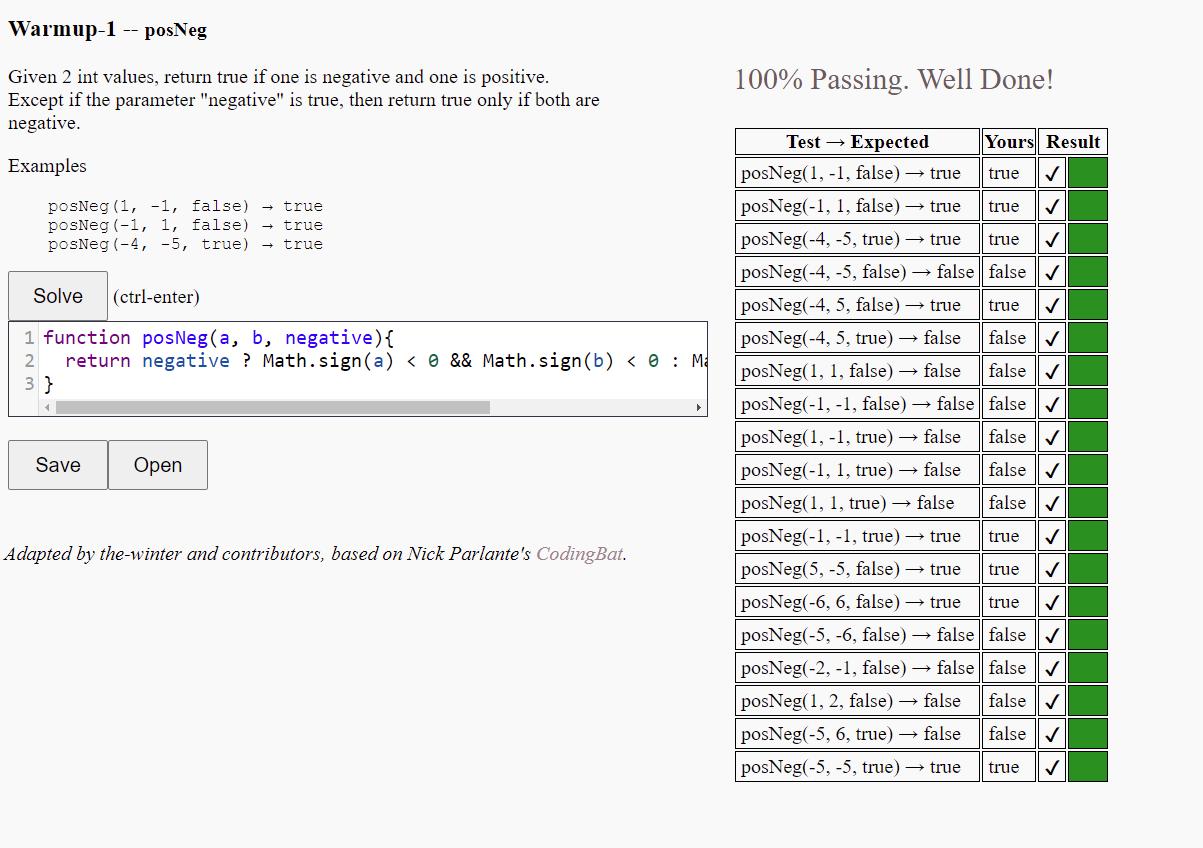 Warmup-1 -- posNeg
Given 2 int values, return true if one is negative and one is positive.
Except if the parameter "negative" is true, then return true only if both are
negative.
Examples
posNeg(1, -1, false) → true
posNeg(-1, 1, false) → true
posNeg(-4, -5, true) → true
Solve (ctrl-enter)
1 function posNeg(a, b, negative){
2 return negative ? Math.sign(a) < 0 && Math.sign(b) < 0 :
3 }
Save Open
Adapted by the-winter and contributors, based on Nick Parlante's CodingBat.
100% Passing. Well Done!
Test → Expected Yours Result
posNeg(1, -1, false) → true true ✓
posNeg(-1, 1, false) → true true ✓
posNeg(-4, -5, true) → true true ✓
posNeg(-4, -5, false) → false false ✓
posNeg(-4, 5, false) → true true ✓
posNeg(-4, 5, true) → false false ✓
posNeg(1, 1, false) → false false ✓
posNeg(-1, -1, false) → false false ✓
posNeg(1, -1, true) → false false ✓
posNeg(-1, 1, true) → false false ✓
posNeg(1, 1, true) → false false ✓
posNeg(-1, -1, true) → true true ✓
posNeg(5, -5, false) → true true ✓
posNeg(-6, 6, false) → true true ✓
posNeg(-5, -6, false) → false false ✓
posNeg(-2, -1, false) → false false ✓
posNeg(1, 2, false) → false false ✓
posNeg(-5, 6, true) → false false ✓
posNeg(-5, -5, true) → true true ✓